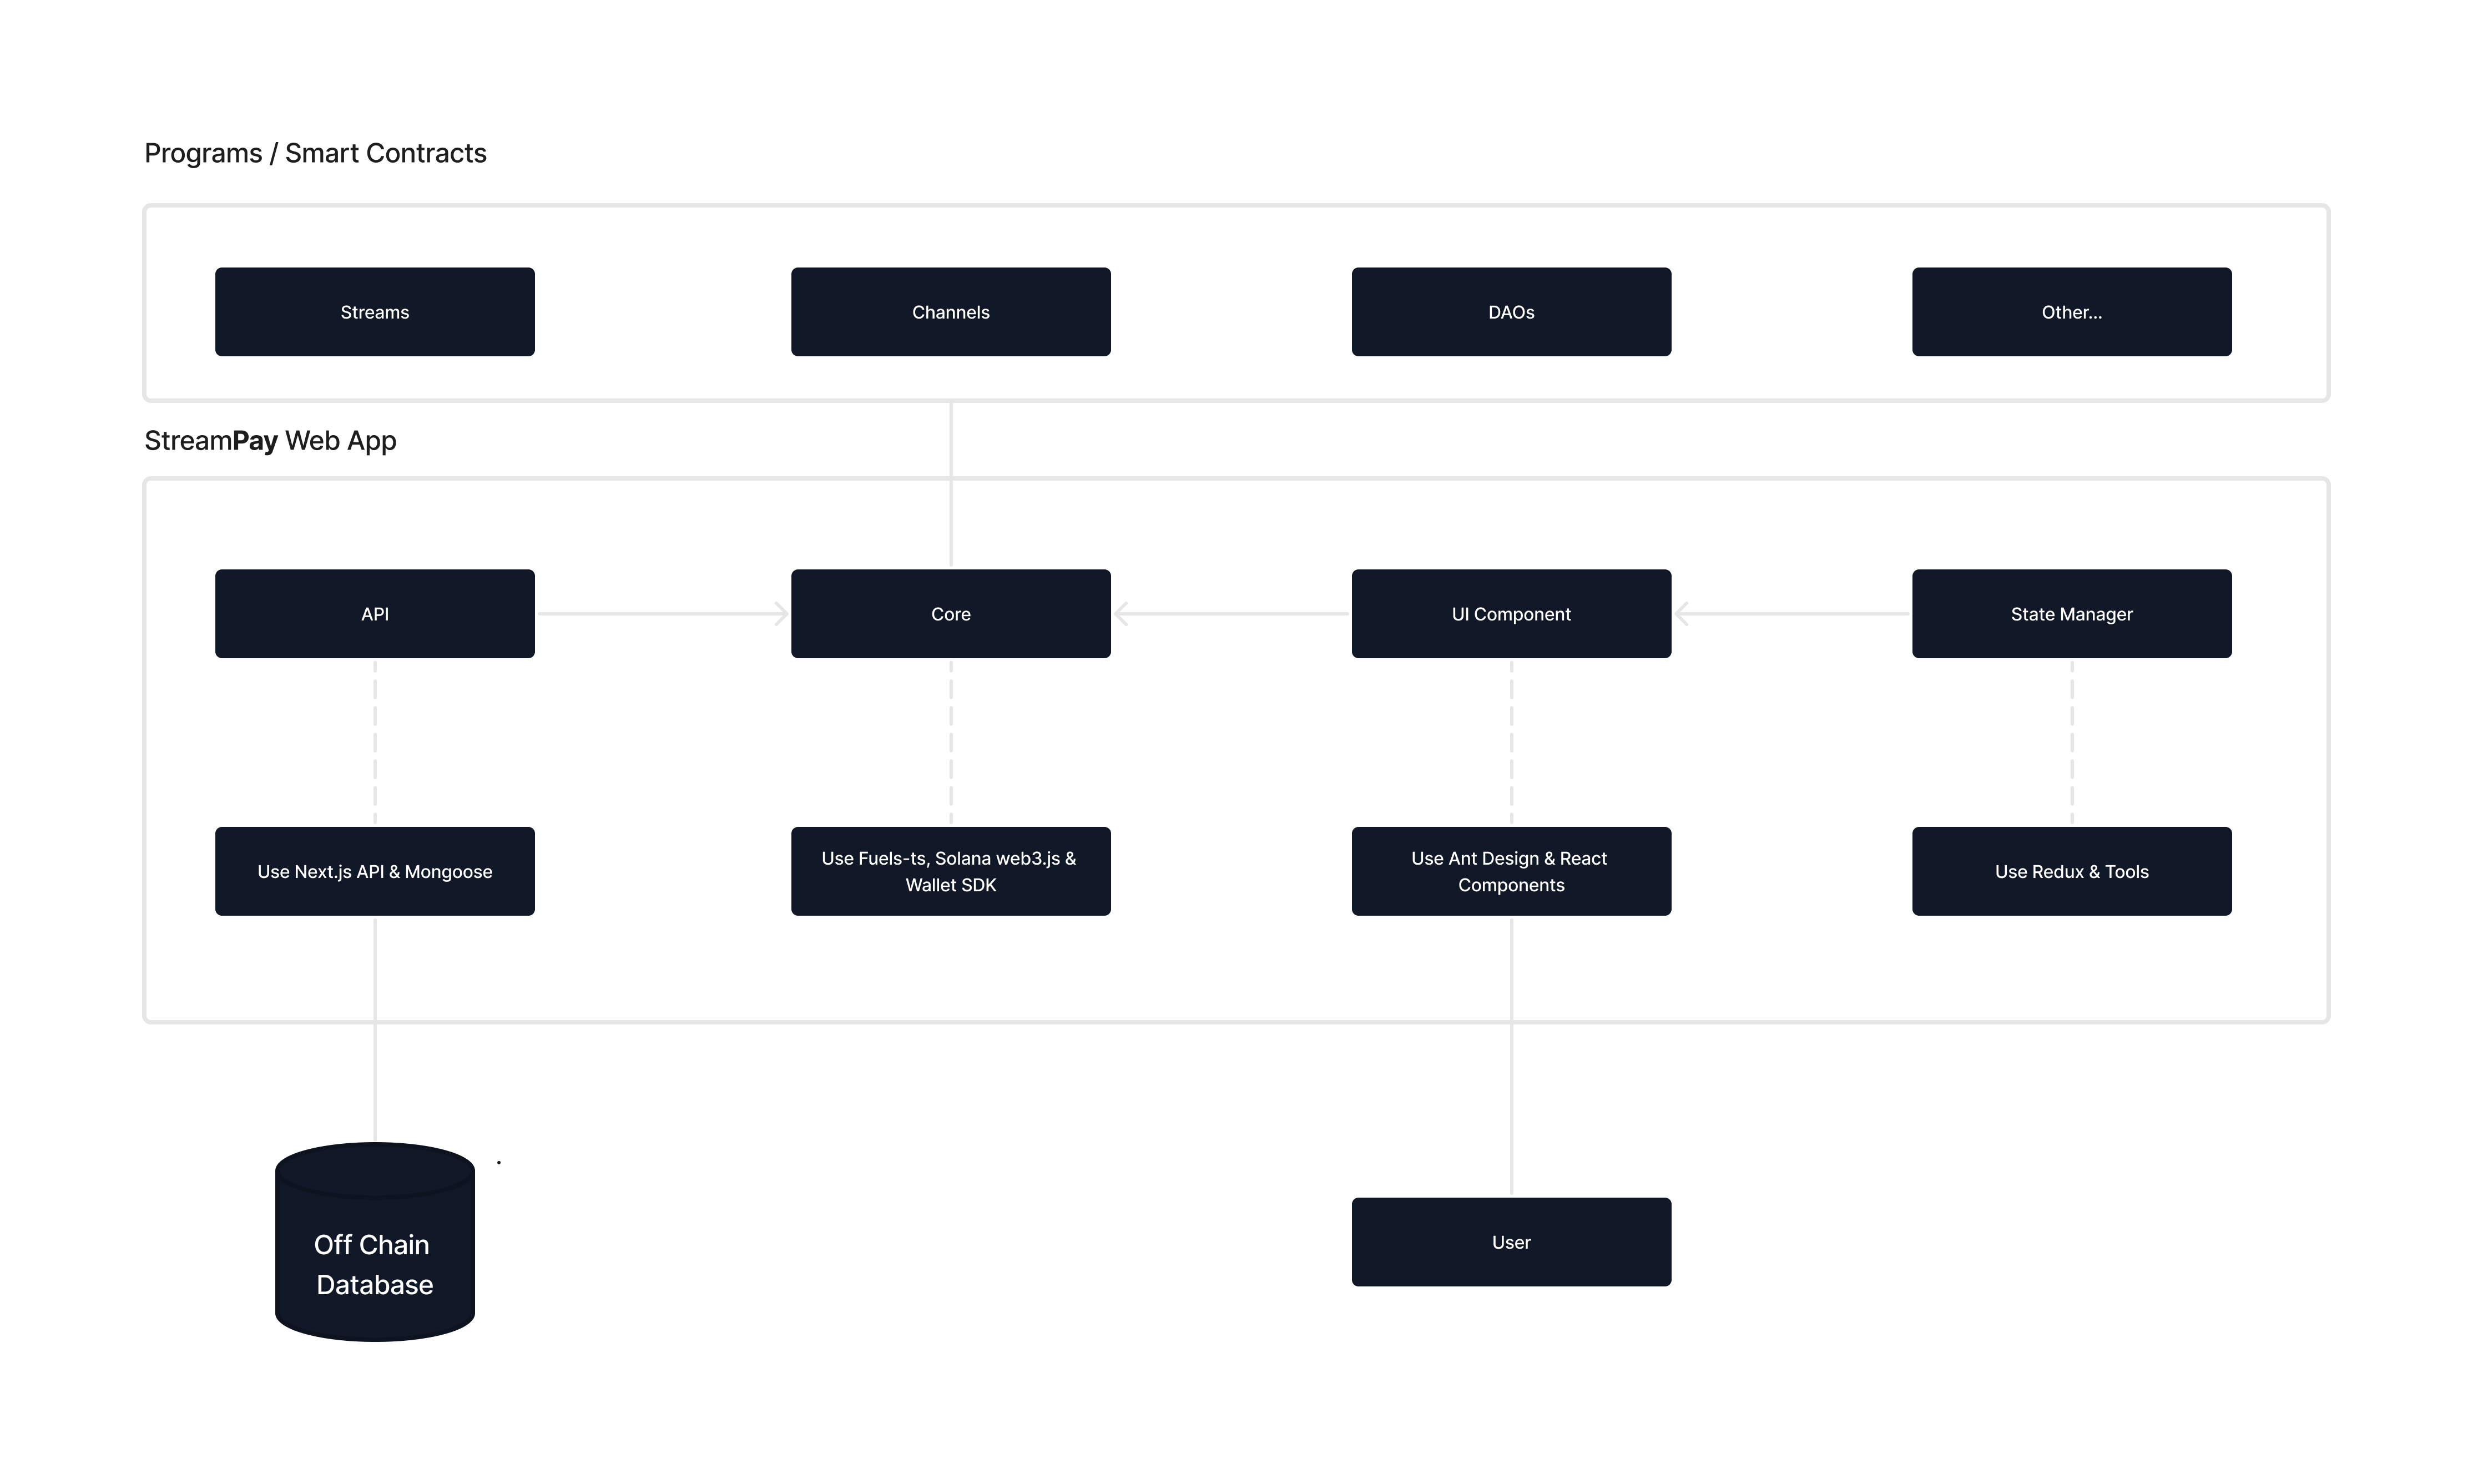 Programs / Smart Contracts
Streams
Channels
DAOs
Other...
StreamPay Web App
API
Core
UI Component
State Manager
Use Next.js API & Mongoose
Use Fuels-ts, Solana web3.js &
Wallet SDK
Use Ant Design & React
Components
Use Redux & Tools
Off Chain
Database
User